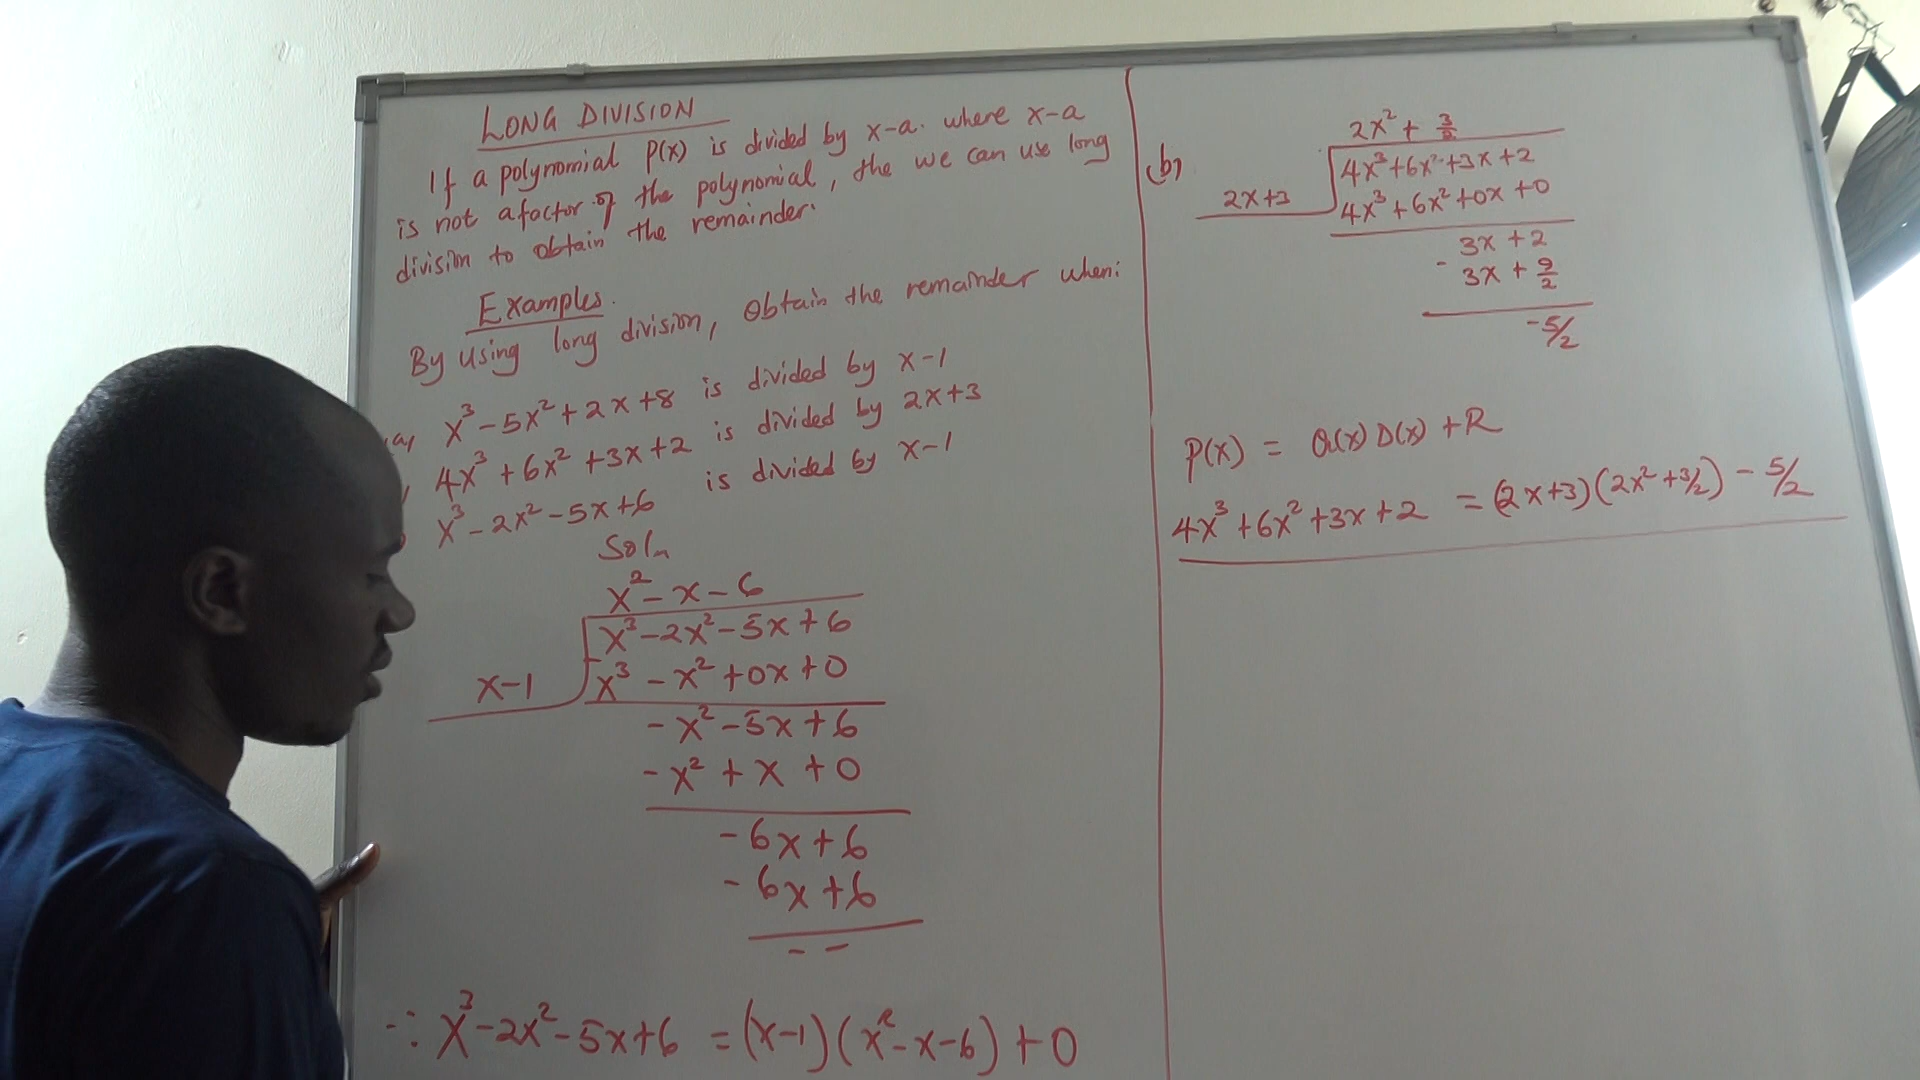 LONG DIVISION
If a polynomial P(x) is divided by x-a. where x-a
is not a factor of the polynomial, the we can use long
division to obtain the remainder.
Examples.
By using long division, obtain the remainder when:
(a) x³-5x²+2x+8 is divided by x-1
4x³+6x²+3x+2 is divided by 2x+3
x³-2x²-5x+6 is divided by x-1
Soln
x²-x-6
x³-2x²-5x+6
x-1
x³-x²+0x+0
-x²-5x+6
-x²+x+0
-6x+6
-6x+6
- -
∴ x³-2x²-5x+6 = (x-1)(x²-x-6)+0
(b)
2x²+3/2
4x³+6x²+3x+2
2x+3
4x³+6x²+0x+0
3x+2
- 3x+9/2
-5/2
P(x) = Q(x) D(x) + R
4x³+6x²+3x+2 = (2x+3)(2x²+3/2) - 5/2